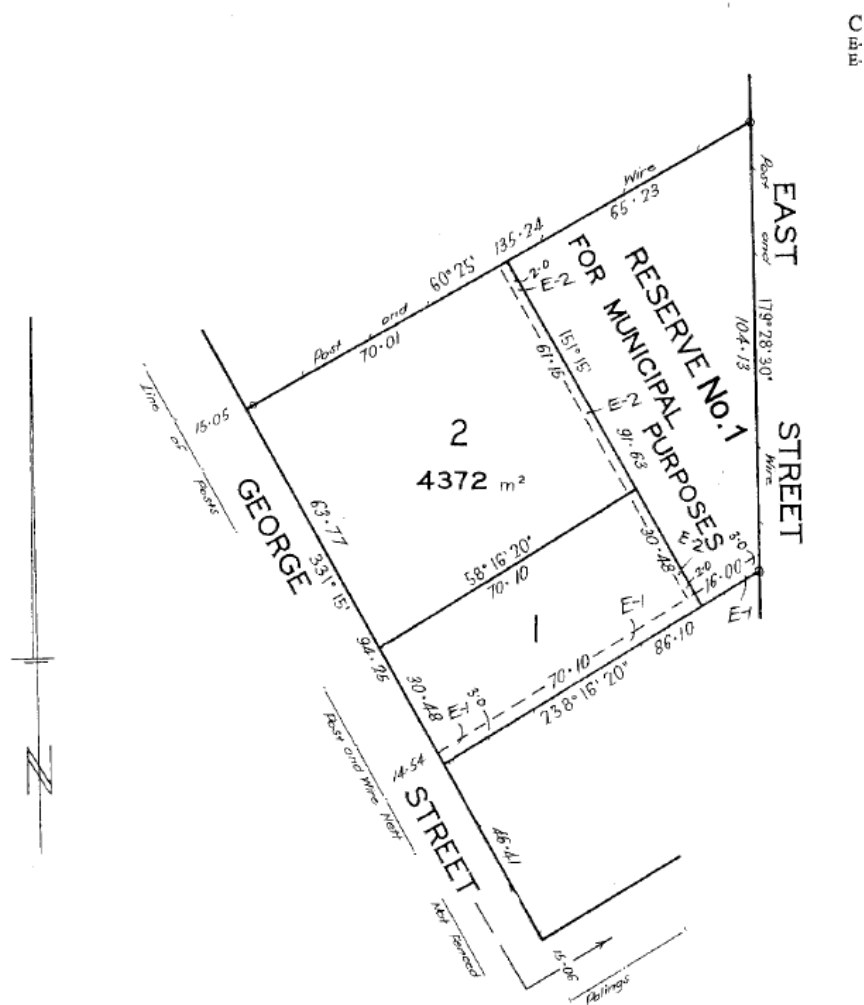 C
E-
E-
Wire
65·23
Post and Wire
EAST STREET
179°28'30"
104·13
135·24
60°25'
Post and
70·01
2·0
E-2
RESERVE No.1
FOR MUNICIPAL PURPOSES
151°15'
61·15
E-2
91·63
Line of Posts
15·05
2
4372 m²
GEORGE STREET
63·77
331°15'
94·25
58°16'20"
70·10
30·48
E-2
2·0
3·0
16·00
E-1
1
E-1
86·10
70·10
238°16'20"
30·48
E-1
3·0
Post and Wire Nett
14·54
46·41
Not Fenced
15·06
Palings
N